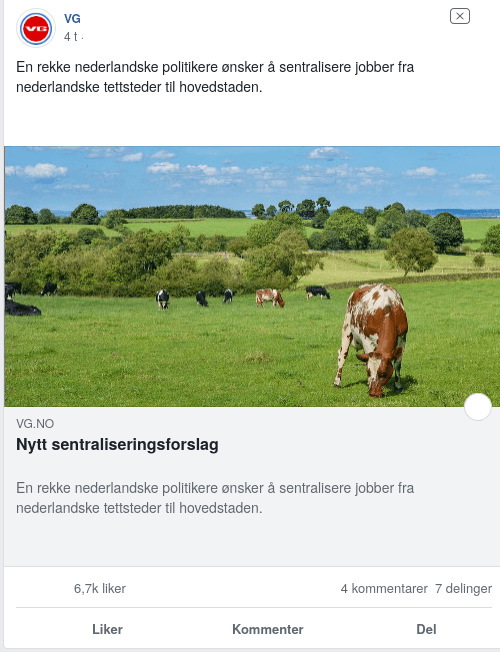 VG
VG
4 t ·
En rekke nederlandske politikere ønsker å sentralisere jobber fra
nederlandske tettsteder til hovedstaden.
VG.NO
Nytt sentraliseringsforslag
En rekke nederlandske politikere ønsker å sentralisere jobber fra
nederlandske tettsteder til hovedstaden.
6,7k liker 4 kommentarer 7 delinger
Liker Kommenter Del